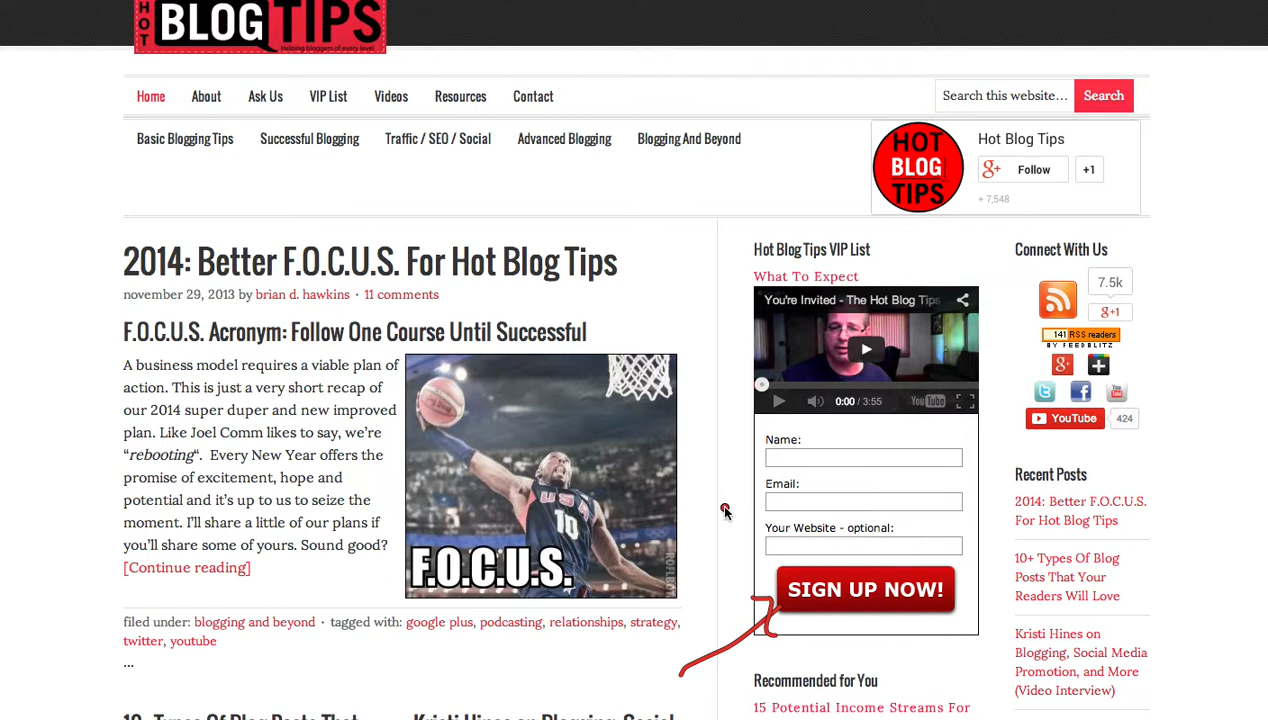 HOT
BLOG TIPS
Helping bloggers of every level
Home About Ask Us VIP List Videos Resources Contact
Search this website... Search
Basic Blogging Tips Successful Blogging Traffic / SEO / Social Advanced Blogging Blogging And Beyond
HOT
BLOG
TIPS
Hot Blog Tips
g+ Follow +1
+ 7,548
2014: Better F.O.C.U.S. For Hot Blog Tips
november 29, 2013 by brian d. hawkins · 11 comments
F.O.C.U.S. Acronym: Follow One Course Until Successful
A business model requires a viable plan of
action. This is just a very short recap of
our 2014 super duper and new improved
plan. Like Joel Comm likes to say, we're
"rebooting". Every New Year offers the
promise of excitement, hope and
potential and it's up to us to seize the
moment. I'll share a little of our plans if
you'll share some of yours. Sound good?
[Continue reading]
USA
10
F.O.C.U.S.
ROFLBOT
filed under: blogging and beyond · tagged with: google plus, podcasting, relationships, strategy,
twitter, youtube
...
10+ Types Of Blog Posts That
Kristi Hines on Blogging, Social
Hot Blog Tips VIP List
What To Expect
You're Invited - The Hot Blog Tips
0:00 / 3:55 YouTube
Name:
Email:
Your Website - optional:
SIGN UP NOW!
Recommended for You
15 Potential Income Streams For
Connect With Us
7.5k
g+1
141 RSS readers
BY FEEDBLITZ
g+
You Tube
YouTube 424
Recent Posts
2014: Better F.O.C.U.S.
For Hot Blog Tips
10+ Types Of Blog
Posts That Your
Readers Will Love
Kristi Hines on
Blogging, Social Media
Promotion, and More
(Video Interview)